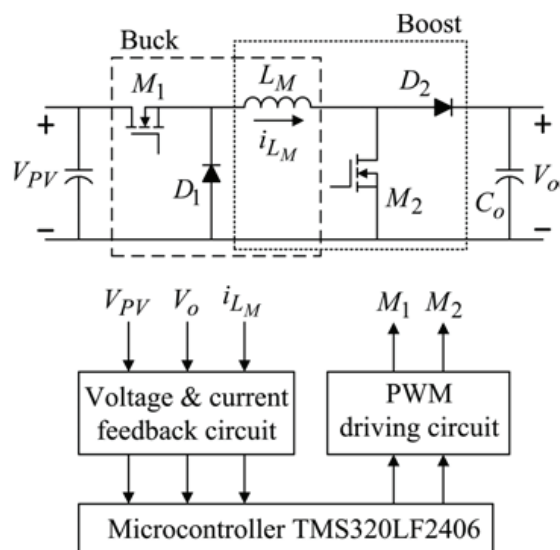 Buck
Boost
M1
LM
D2
+
+
iLM
VPV
D1
M2
Co
Vo
−
−
VPV Vo iLM
M1 M2
Voltage & current
feedback circuit
PWM
driving circuit
Microcontroller TMS320LF2406